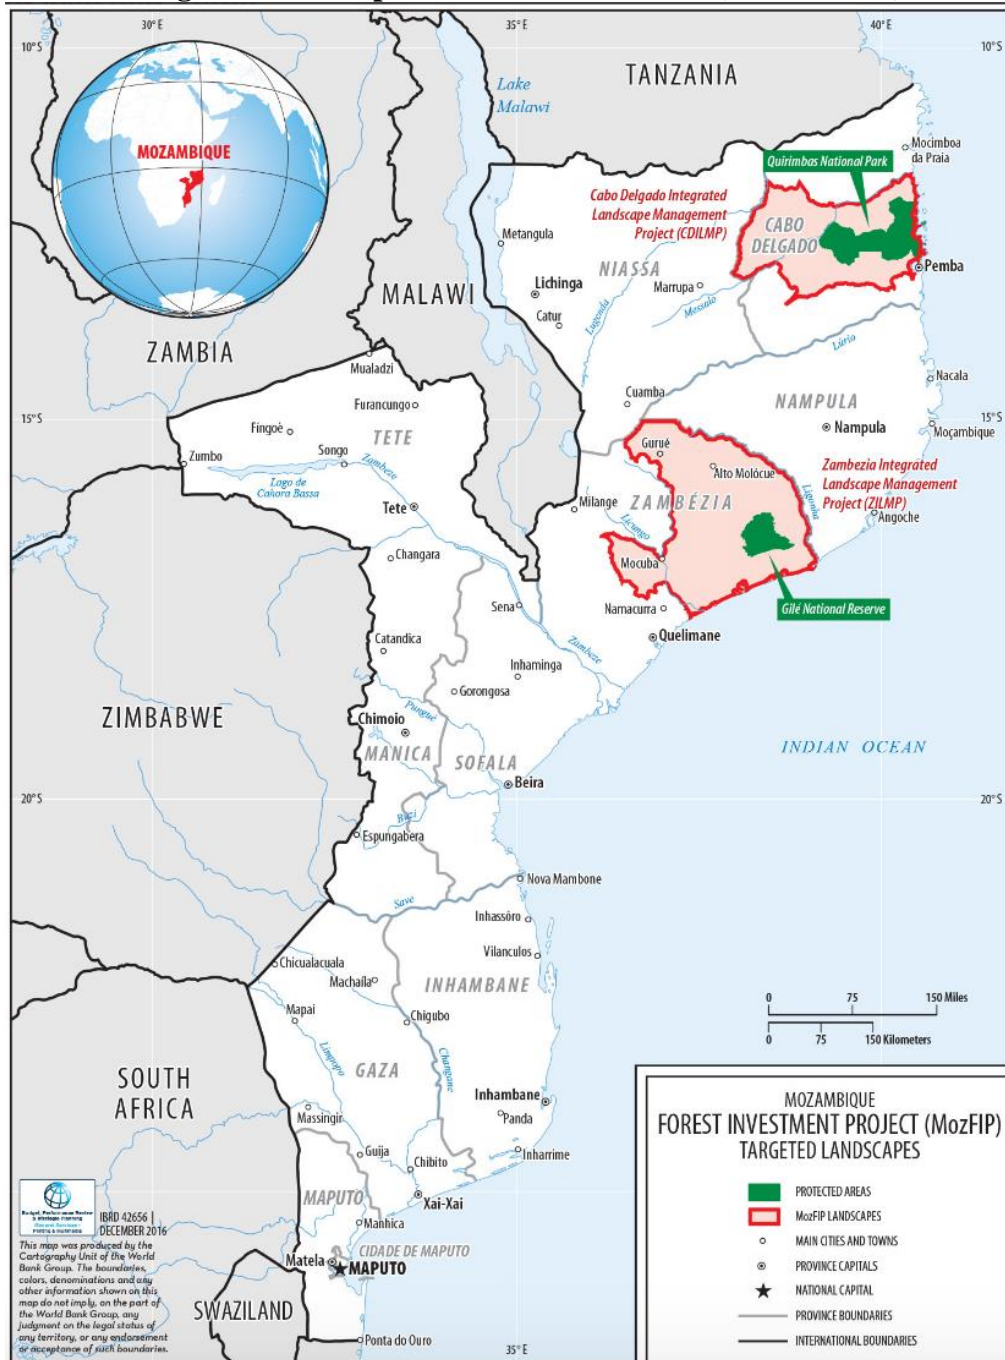 30°E
35°E
40°E
10°S
10°S
TANZANIA
Lake
Malawi
MOZAMBIQUE
Mocimboa
da Praia
Quirimbas National Park
Cabo Delgado Integrated
Landscape Management
Project (CDILMP)
CABO
DELGADO
Metangula
NIASSA
Pemba
Lichinga
Marrupa
MALAWI
Lugenda
Messalo
Catur
ZAMBIA
Lúrio
Mualadzi
Nacala
Cuamba
Furancungo
NAMPULA
15°S
15°S
Fíngoè
TETE
Nampula
Moçambique
Gurué
Zumbo
Songo
Zambeze
Alto Molócue
Zambezia Integrated
Landscape Management
Project (ZILMP)
Lago de
Cahora Bassa
Ligonha
Milange
ZAMBÉZIA
Tete
Licungo
Angoche
Changara
Mocuba
Sena
Namacurra
Gilé National Reserve
Catandica
Quelimane
Zambeze
Inhaminga
Gorongosa
ZIMBABWE
Pungué
Chimoio
MANICA
SOFALA
INDIAN OCEAN
Beira
20°S
20°S
Buzi
Espungabera
Nova Mambone
Save
Inhassôro
Vilanculos
Chicualacuala
Machaíla
INHAMBANE
Mapai
Chigubo
0 75 150 Miles
0 75 150 Kilometers
Limpopo
Changane
GAZA
SOUTH
AFRICA
Inhambane
Panda
Massingir
Inharrime
Guija
Chibito
MAPUTO
Xai-Xai
Manhica
CIDADE DE MAPUTO
Matela
MAPUTO
SWAZILAND
Ponta do Ouro
35°E
IBRD 42656 |
DECEMBER 2016
This map was produced by the
Cartography Unit of the World
Bank Group. The boundaries,
colors, denominations and any
other information shown on this
map do not imply, on the part of
the World Bank Group, any
judgment on the legal status of
any territory, or any endorsement
or acceptance of such boundaries.
MOZAMBIQUE
FOREST INVESTMENT PROJECT (MozFIP)
TARGETED LANDSCAPES
PROTECTED AREAS
MozFIP LANDSCAPES
MAIN CITIES AND TOWNS
PROVINCE CAPITALS
NATIONAL CAPITAL
PROVINCE BOUNDARIES
INTERNATIONAL BOUNDARIES